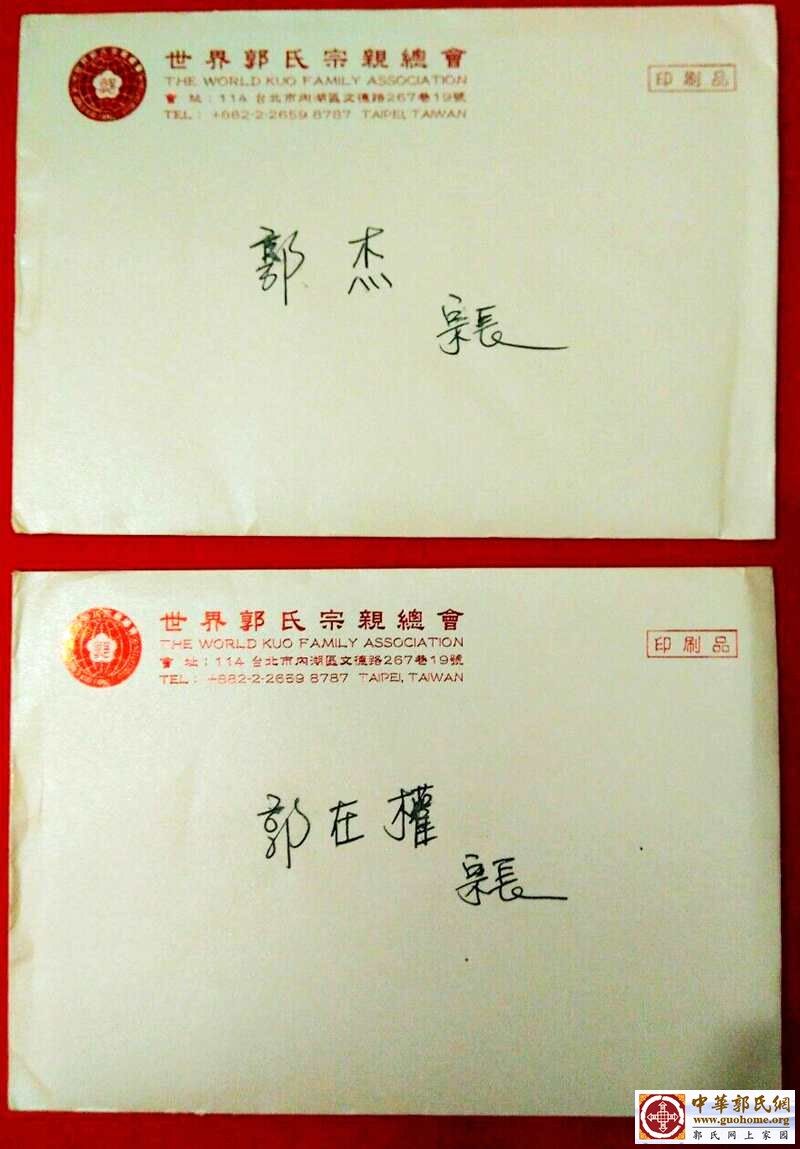 世界郭氏宗親總會
THE WORLD KUO FAMILY ASSOCIATION
會 址：114 台北市內湖區文德路267巷19號
TEL： +882-2-2659 8787 TAIPEI, TAIWAN
印刷品
郭 杰
宗長
世界郭氏宗親總會
THE WORLD KUO FAMILY ASSOCIATION
會 址：114 台北市內湖區文德路267巷19號
TEL： +882-2-2659 8787 TAIPEI, TAIWAN
印刷品
郭在權
宗長
中華郭氏網
www.guohome.org
郭氏网上家园